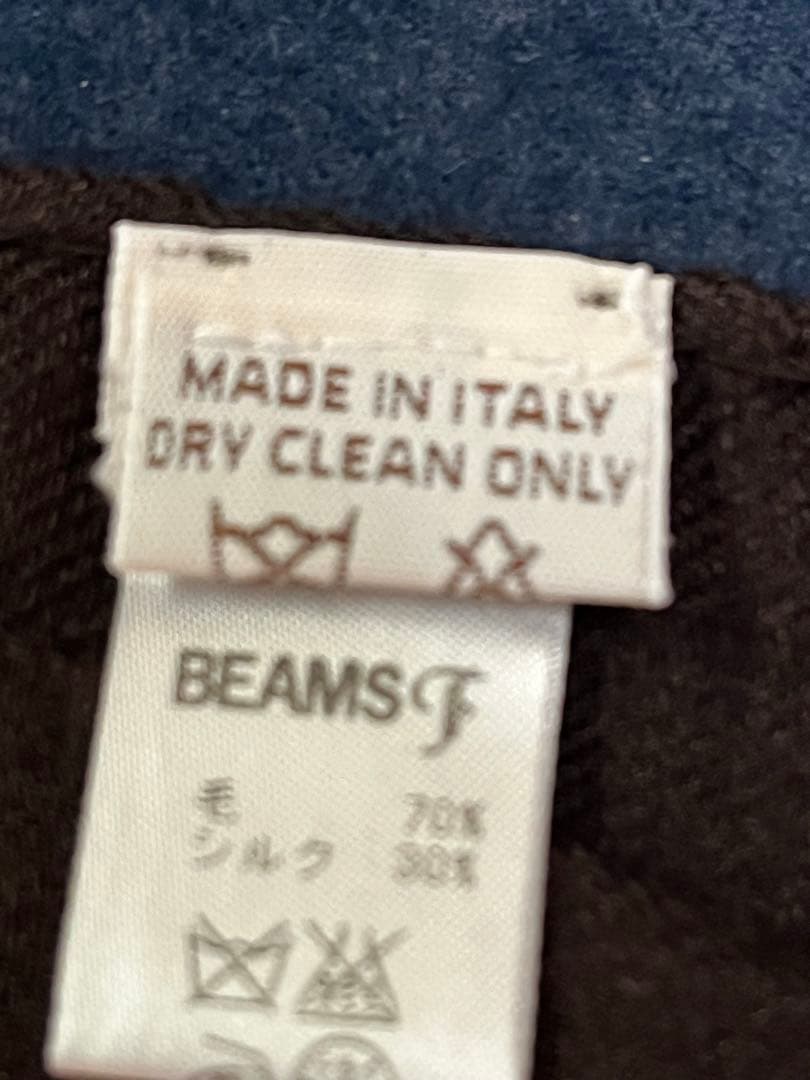 MADE IN ITALY
DRY CLEAN ONLY
BEAMS F
毛 70%
シルク 30%